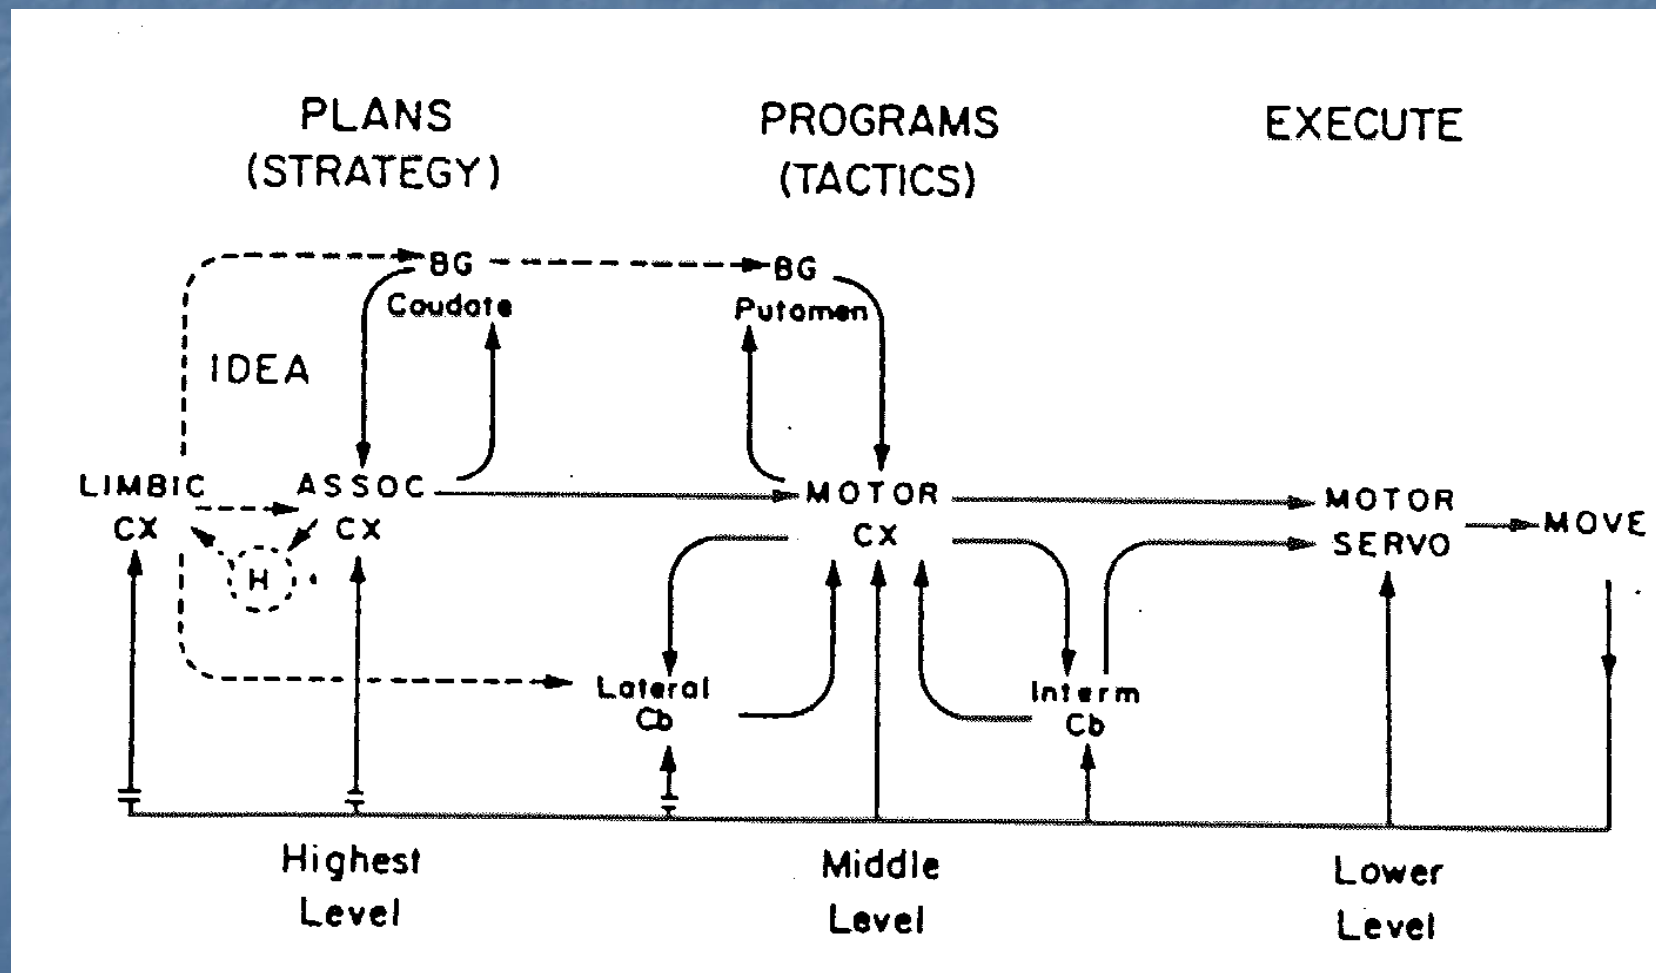 PLANS
(STRATEGY)
PROGRAMS
(TACTICS)
EXECUTE
BG
Caudate
BG
Putamen
IDEA
LIMBIC
CX
ASSOC
CX
H
MOTOR
CX
MOTOR
SERVO
MOVE
Lateral
Cb
Interm
Cb
Highest
Level
Middle
Level
Lower
Level